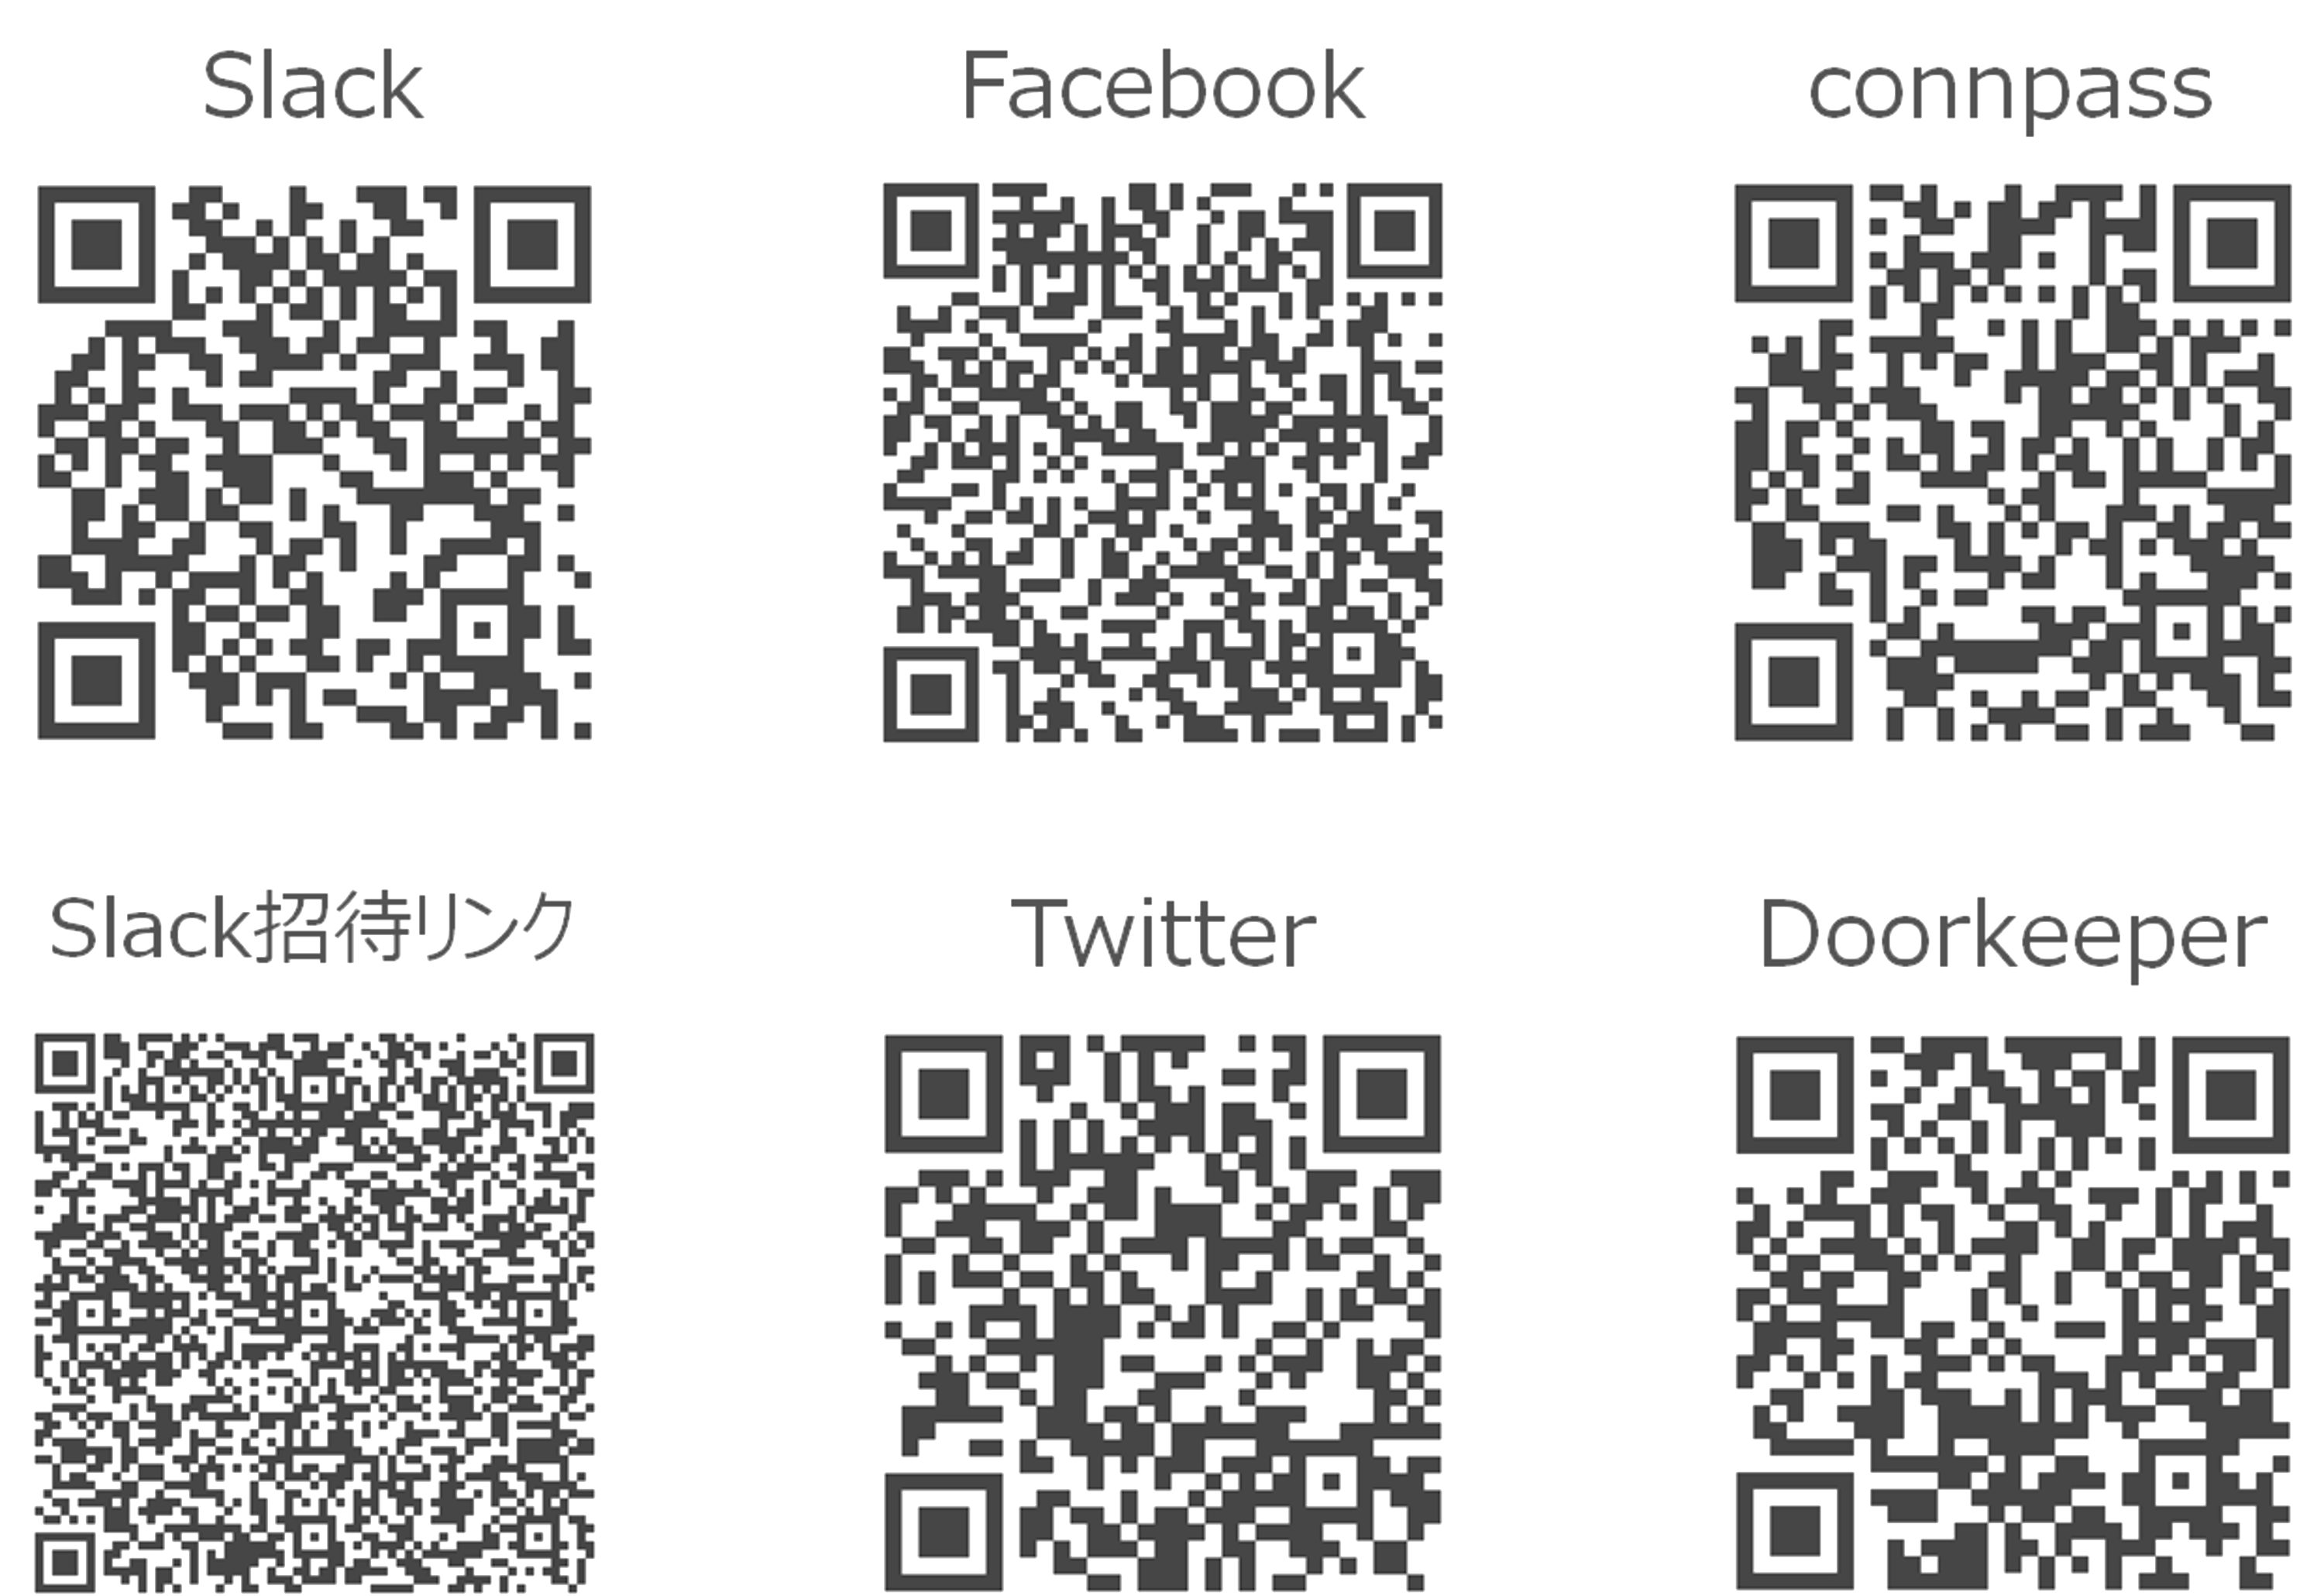 Slack
Facebook
connpass
Slack招待リンク
Twitter
Doorkeeper